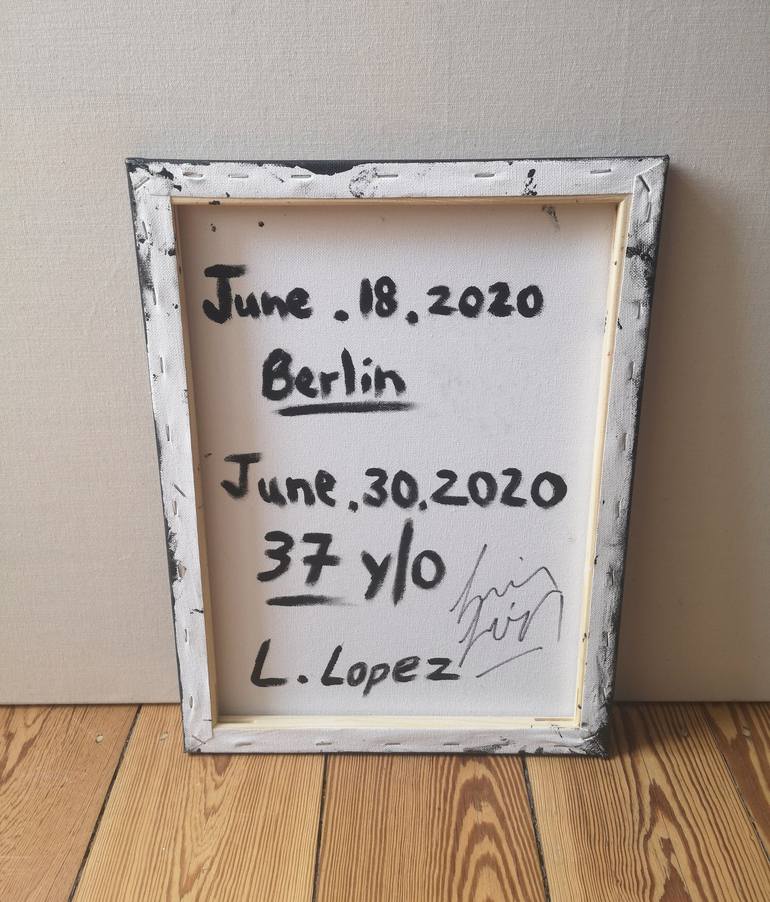 June.18.2020
Berlin
June.30.2020
37 y/o
L. Lopez